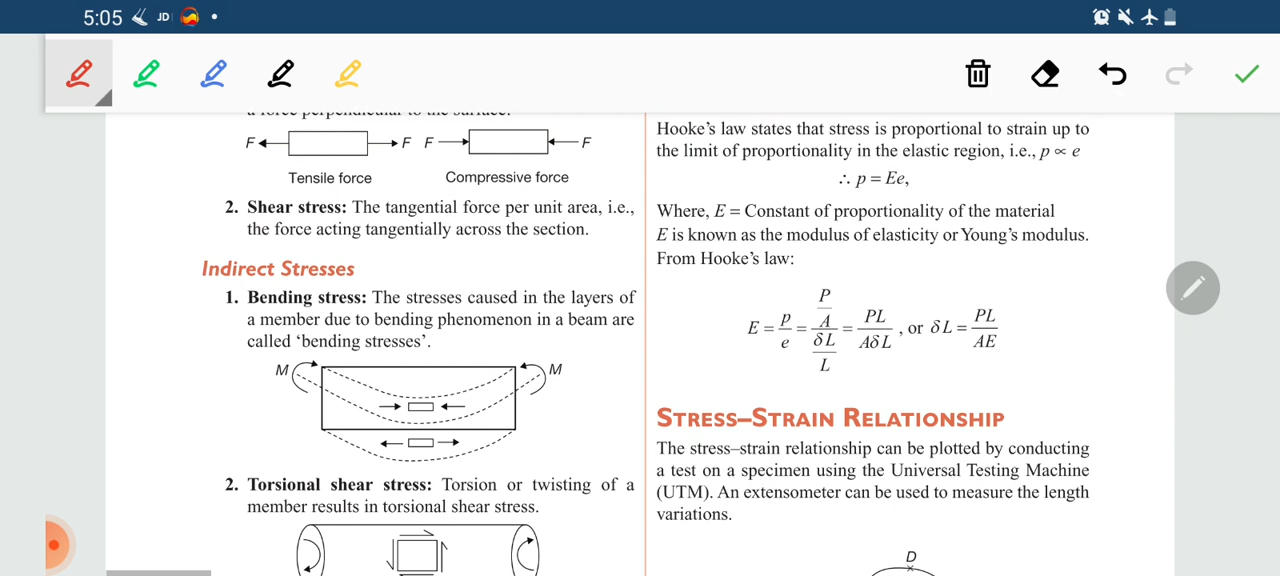 5:05 JD
a force perpendicular to the surface.
F F F F
Tensile force Compressive force
2. Shear stress: The tangential force per unit area, i.e.,
the force acting tangentially across the section.
Indirect Stresses
1. Bending stress: The stresses caused in the layers of
a member due to bending phenomenon in a beam are
called ‘bending stresses’.
M M
2. Torsional shear stress: Torsion or twisting of a
member results in torsional shear stress.
Hooke’s law states that stress is proportional to strain up to
the limit of proportionality in the elastic region, i.e., p ∝ e
∴ p = Ee,
Where, E = Constant of proportionality of the material
E is known as the modulus of elasticity or Young’s modulus.
From Hooke’s law:
E = p/e = (P/A)/(δL/L) = PL/AδL , or δL = PL/AE
STRESS–STRAIN RELATIONSHIP
The stress–strain relationship can be plotted by conducting
a test on a specimen using the Universal Testing Machine
(UTM). An extensometer can be used to measure the length
variations.
D